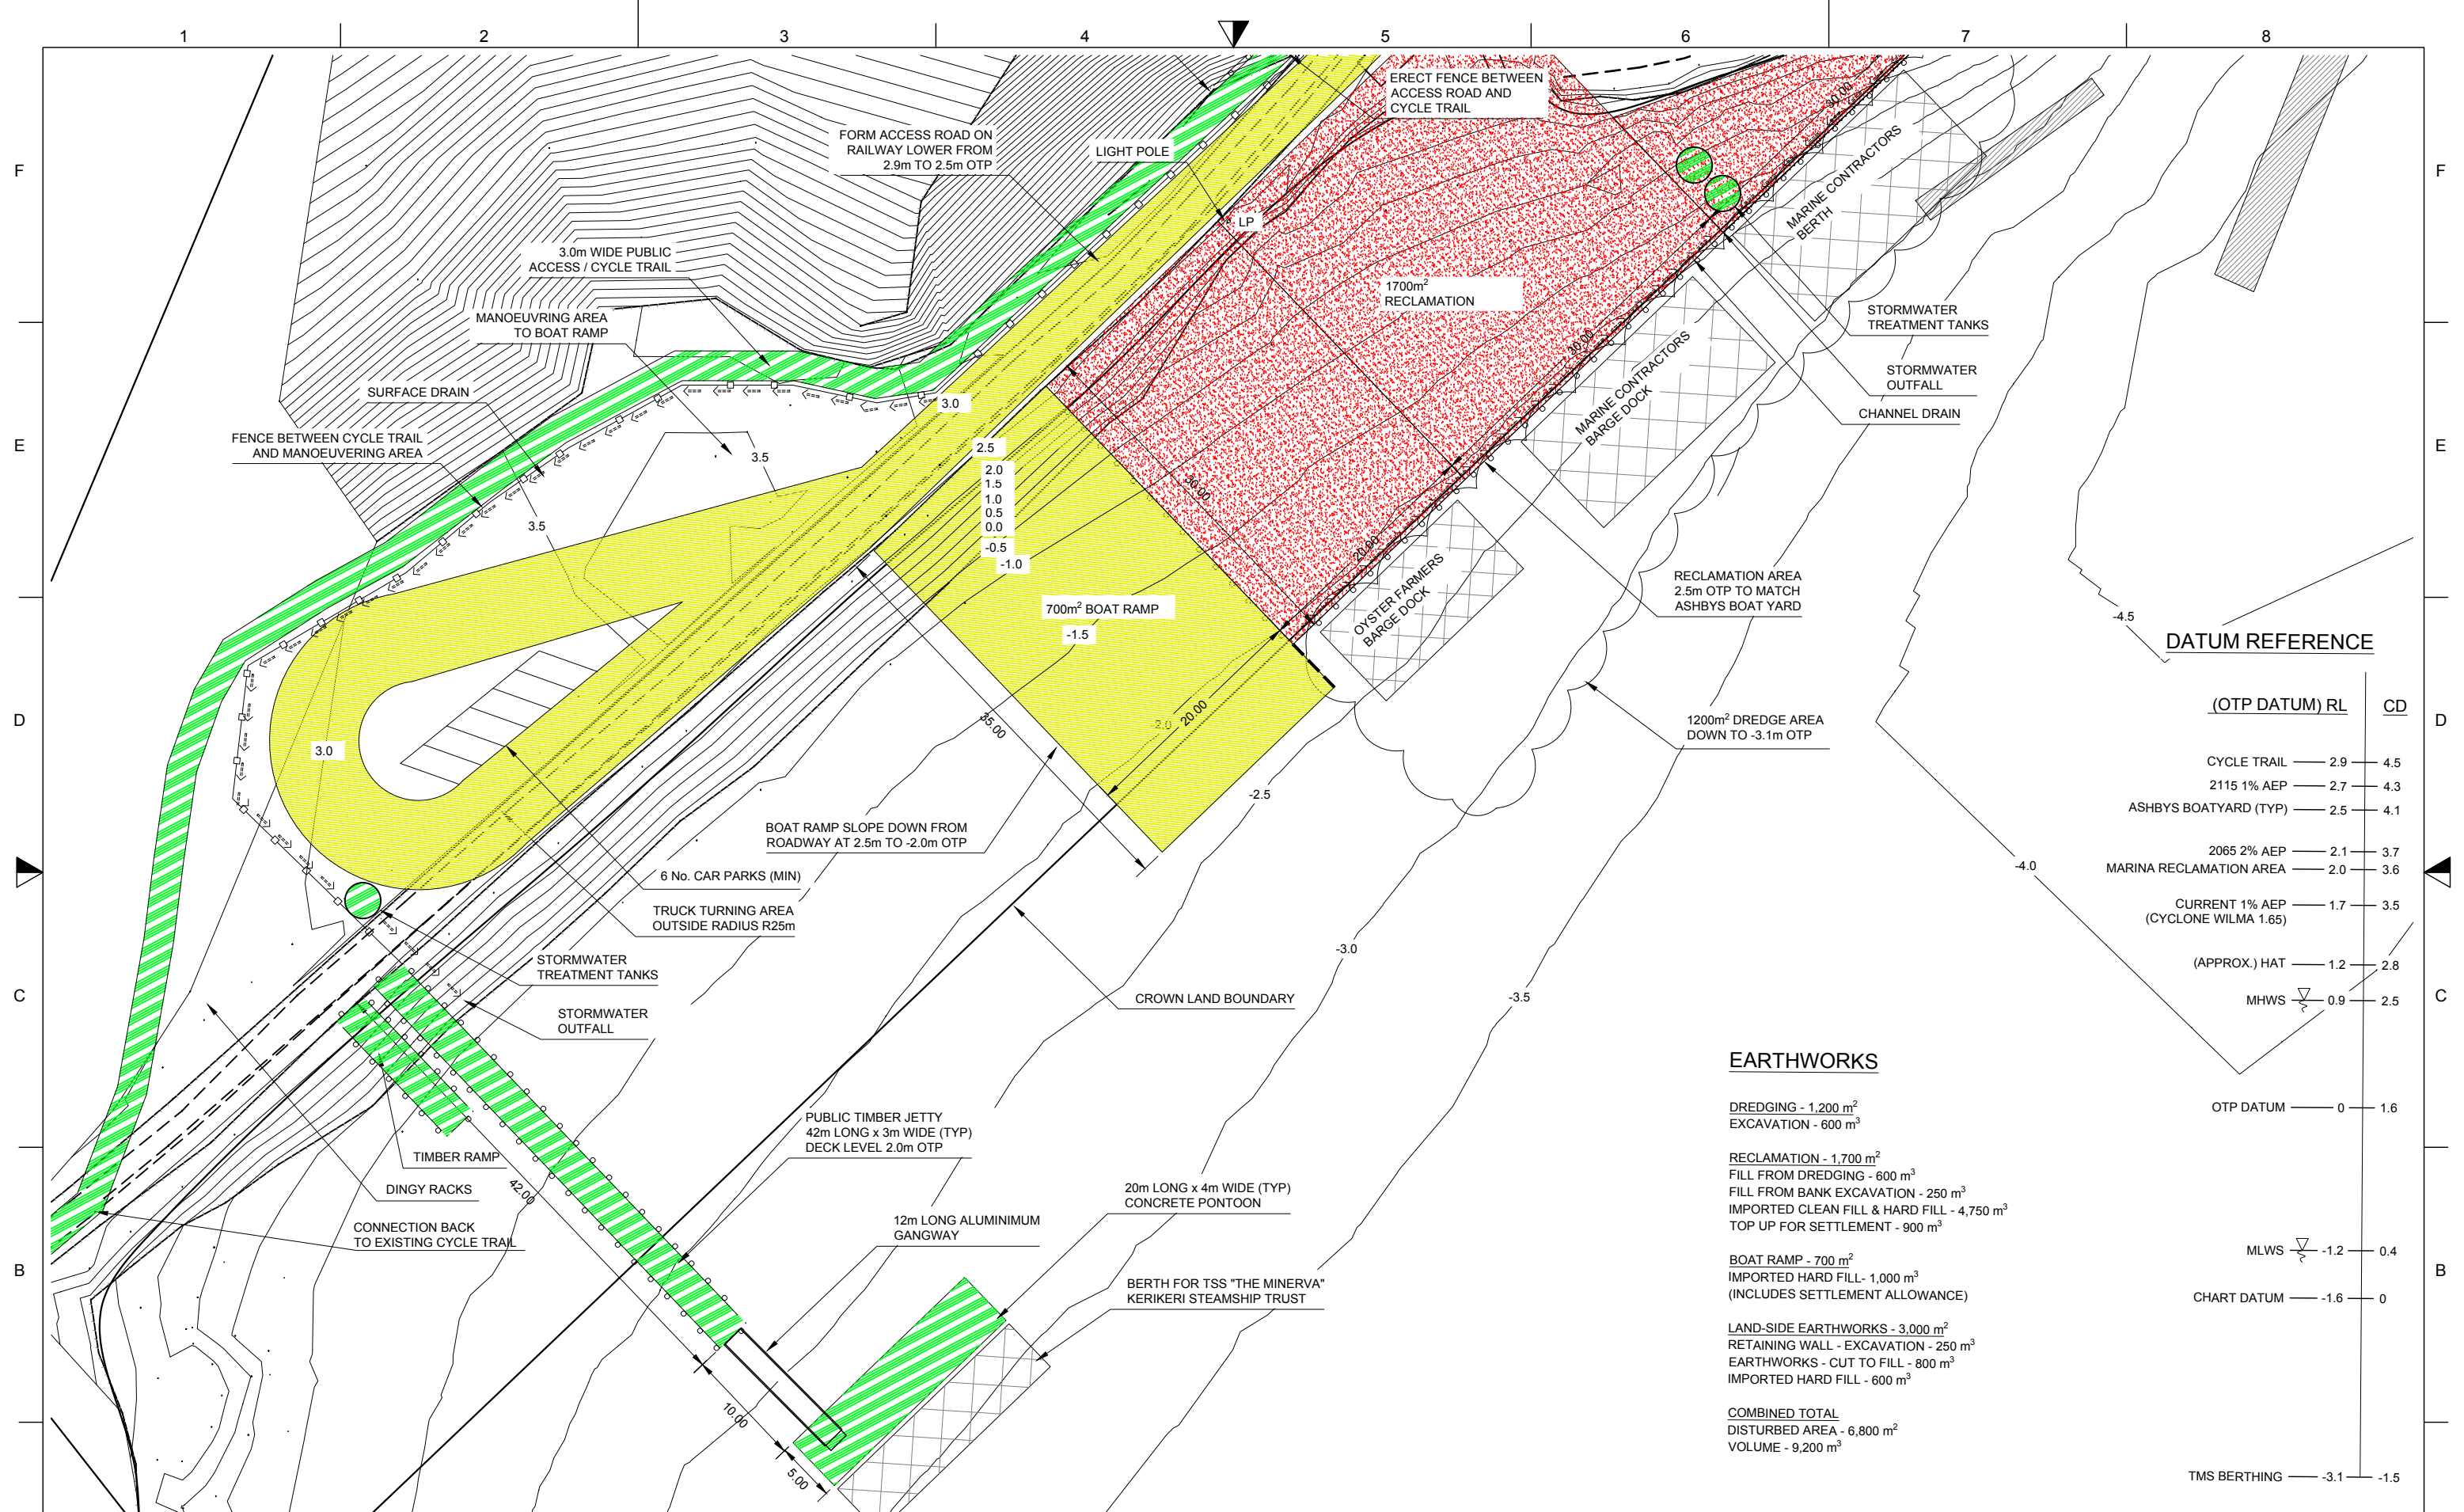 1 2 3 4 5 6 7 8
F
F
E
E
D
D
C
C
B
B
ERECT FENCE BETWEEN
ACCESS ROAD AND
CYCLE TRAIL
FORM ACCESS ROAD ON
RAILWAY LOWER FROM
2.9m TO 2.5m OTP
LIGHT POLE
LP
3.0m WIDE PUBLIC
ACCESS / CYCLE TRAIL
MANOEUVRING AREA
TO BOAT RAMP
SURFACE DRAIN
FENCE BETWEEN CYCLE TRAIL
AND MANOEUVERING AREA
1700m²
RECLAMATION
30.00
MARINE CONTRACTORS
BERTH
30.00
MARINE CONTRACTORS
BARGE DOCK
20.00
OYSTER FARMERS
BARGE DOCK
STORMWATER
TREATMENT TANKS
STORMWATER
OUTFALL
CHANNEL DRAIN
3.0
2.5
2.0
1.5
1.0
0.5
0.0
-0.5
-1.0
3.5
3.5
30.00
700m² BOAT RAMP
-1.5
-2.0
20.00
35.00
3.0
RECLAMATION AREA
2.5m OTP TO MATCH
ASHBYS BOAT YARD
1200m² DREDGE AREA
DOWN TO -3.1m OTP
-2.5
-3.0
-3.5
-4.0
-4.5
BOAT RAMP SLOPE DOWN FROM
ROADWAY AT 2.5m TO -2.0m OTP
6 No. CAR PARKS (MIN)
TRUCK TURNING AREA
OUTSIDE RADIUS R25m
STORMWATER
TREATMENT TANKS
STORMWATER
OUTFALL
CROWN LAND BOUNDARY
PUBLIC TIMBER JETTY
42m LONG x 3m WIDE (TYP)
DECK LEVEL 2.0m OTP
TIMBER RAMP
DINGY RACKS
CONNECTION BACK
TO EXISTING CYCLE TRAIL
42.00
12m LONG ALUMINIMUM
GANGWAY
20m LONG x 4m WIDE (TYP)
CONCRETE PONTOON
BERTH FOR TSS "THE MINERVA"
KERIKERI STEAMSHIP TRUST
10.00
5.00
DATUM REFERENCE
(OTP DATUM) RL CD
CYCLE TRAIL 2.9 4.5
2115 1% AEP 2.7 4.3
ASHBYS BOATYARD (TYP) 2.5 4.1
2065 2% AEP 2.1 3.7
MARINA RECLAMATION AREA 2.0 3.6
CURRENT 1% AEP 1.7 3.5
(CYCLONE WILMA 1.65)
(APPROX.) HAT 1.2 2.8
MHWS 0.9 2.5
OTP DATUM 0 1.6
MLWS -1.2 0.4
CHART DATUM -1.6 0
TMS BERTHING -3.1 -1.5
EARTHWORKS
DREDGING - 1,200 m²
EXCAVATION - 600 m³
RECLAMATION - 1,700 m²
FILL FROM DREDGING - 600 m³
FILL FROM BANK EXCAVATION - 250 m³
IMPORTED CLEAN FILL & HARD FILL - 4,750 m³
TOP UP FOR SETTLEMENT - 900 m³
BOAT RAMP - 700 m²
IMPORTED HARD FILL- 1,000 m³
(INCLUDES SETTLEMENT ALLOWANCE)
LAND-SIDE EARTHWORKS - 3,000 m²
RETAINING WALL - EXCAVATION - 250 m³
EARTHWORKS - CUT TO FILL - 800 m³
IMPORTED HARD FILL - 600 m³
COMBINED TOTAL
DISTURBED AREA - 6,800 m²
VOLUME - 9,200 m³